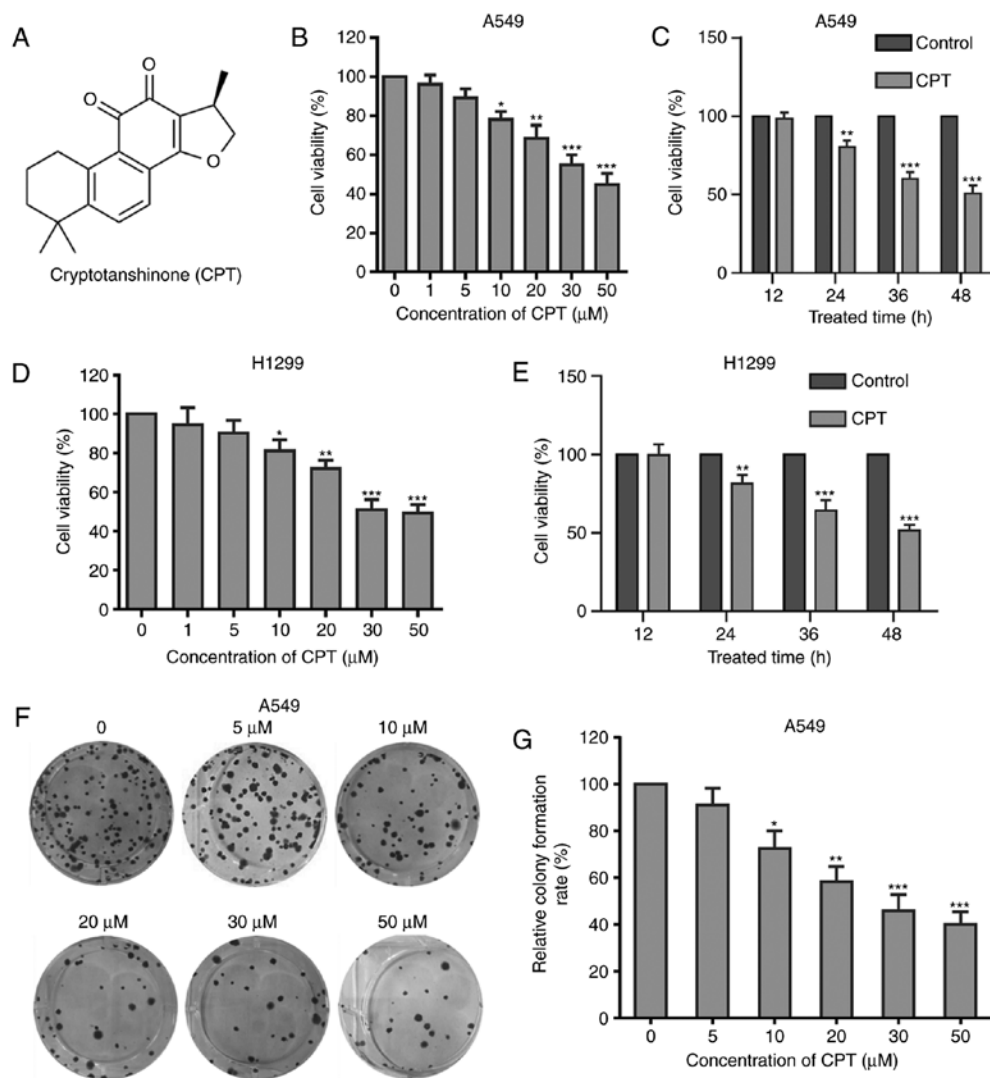 A
O
O
O
Cryptotanshinone (CPT)
B
A549
Cell viability (%)
120
100
80
60
40
20
0
*
**
***
***
0 1 5 10 20 30 50
Concentration of CPT (μM)
C
A549
Control
CPT
Cell viability (%)
150
100
50
0
**
***
***
12 24 36 48
Treated time (h)
D
H1299
Cell viability (%)
120
100
80
60
40
20
0
*
**
***
***
0 1 5 10 20 30 50
Concentration of CPT (μM)
E
H1299
Control
CPT
Cell viability (%)
150
100
50
0
**
***
***
12 24 36 48
Treated time (h)
F
A549
0 5 μM 10 μM
20 μM 30 μM 50 μM
G
A549
Relative colony formation
rate (%)
120
100
80
60
40
20
0
*
**
***
***
0 5 10 20 30 50
Concentration of CPT (μM)